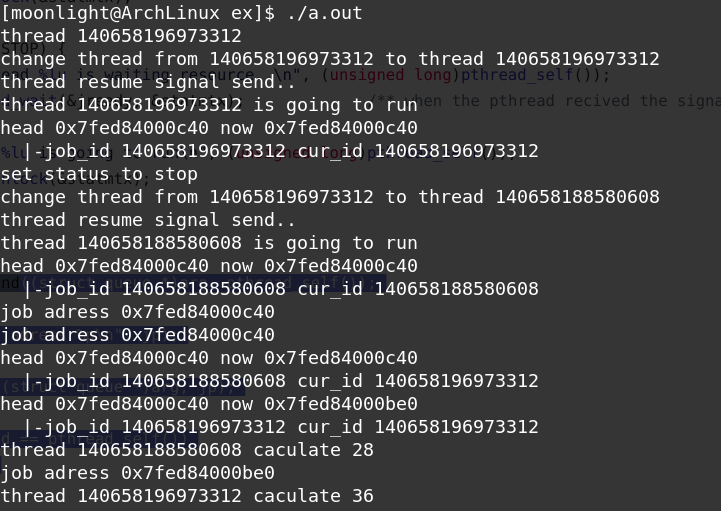 [moonlight@ArchLinux ex]$ ./a.out
thread 140658196973312
change thread from 140658196973312 to thread 140658196973312
thread resume signal send..
thread 140658196973312 is going to run
head 0x7fed84000c40 now 0x7fed84000c40
  |-job_id 140658196973312 cur_id 140658196973312
set status to stop
change thread from 140658196973312 to thread 140658188580608
thread resume signal send..
thread 140658188580608 is going to run
head 0x7fed84000c40 now 0x7fed84000c40
  |-job_id 140658188580608 cur_id 140658188580608
job adress 0x7fed84000c40
job adress 0x7fed84000c40
head 0x7fed84000c40 now 0x7fed84000c40
  |-job_id 140658188580608 cur_id 140658196973312
head 0x7fed84000c40 now 0x7fed84000be0
  |-job_id 140658196973312 cur_id 140658196973312
thread 140658188580608 caculate 28
job adress 0x7fed84000be0
thread 140658196973312 caculate 36